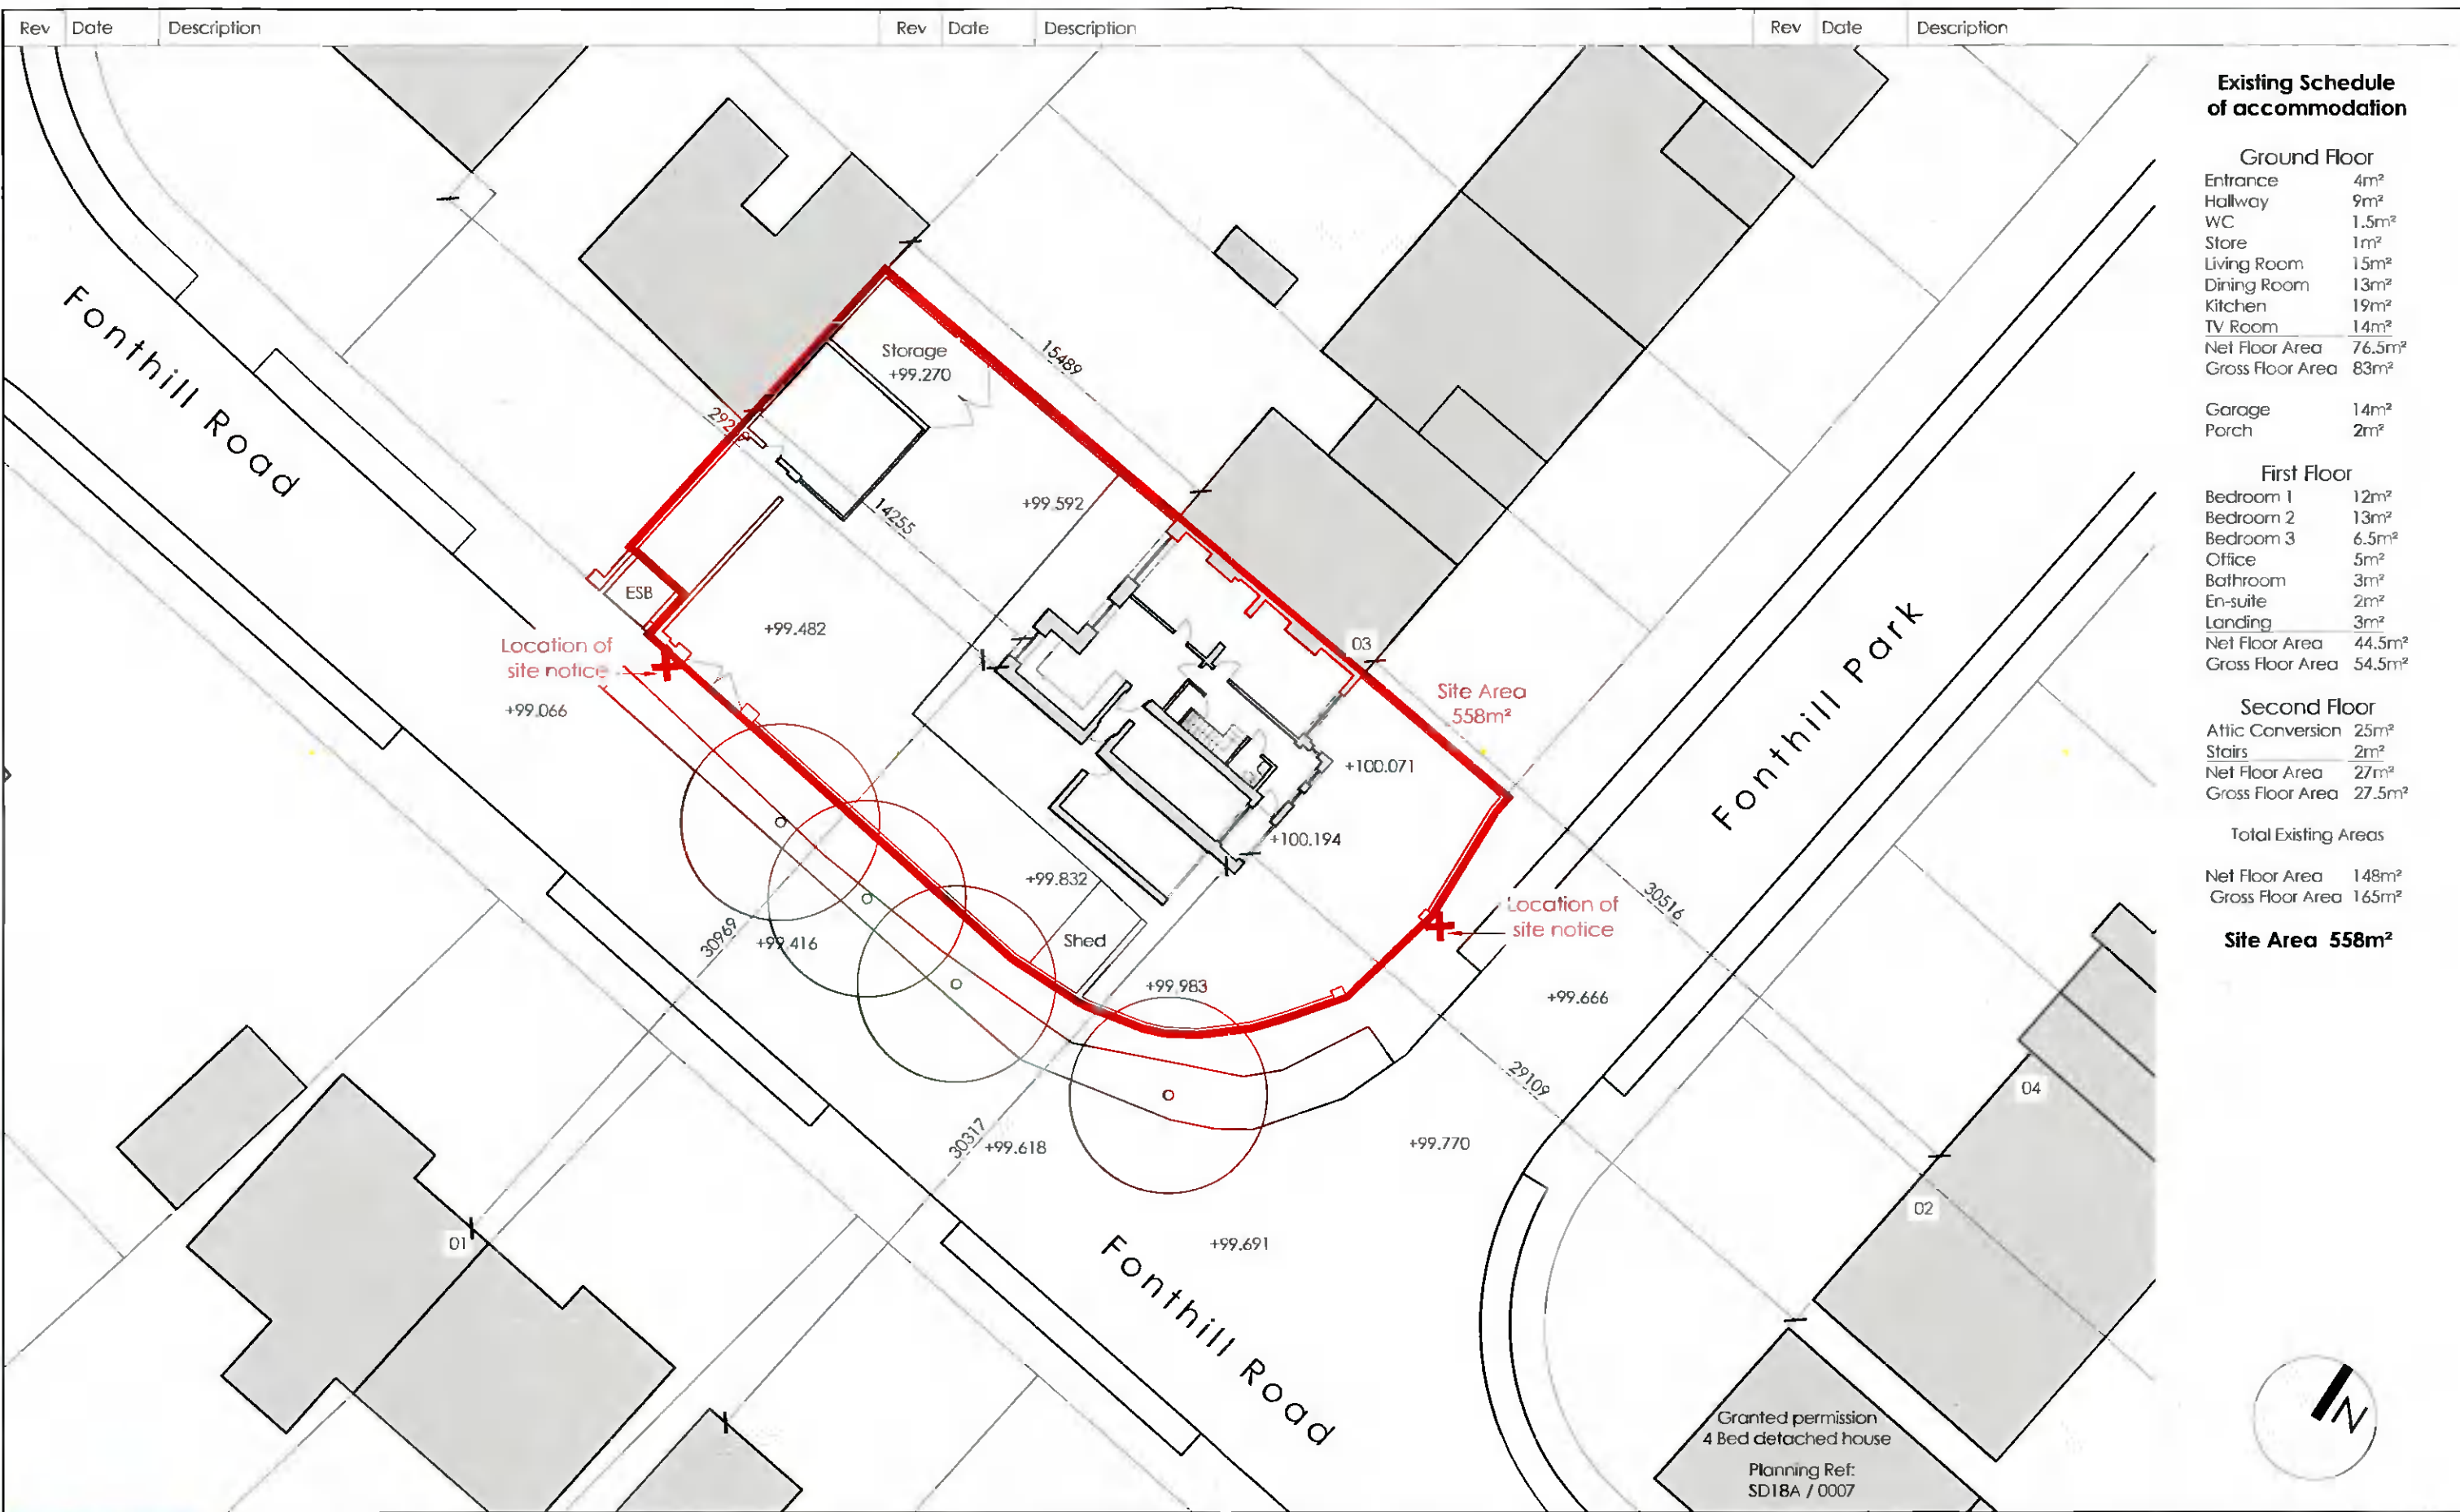 Rev Date Description Rev Date Description Rev Date Description
Existing Schedule
of accommodation
Ground Floor
Entrance 4m²
Hallway 9m²
WC 1.5m²
Store 1m²
Living Room 15m²
Dining Room 13m²
Kitchen 19m²
TV Room 14m²
Net Floor Area 76.5m²
Gross Floor Area 83m²
Garage 14m²
Porch 2m²
First Floor
Bedroom 1 12m²
Bedroom 2 13m²
Bedroom 3 6.5m²
Office 5m²
Bathroom 3m²
En-suite 2m²
Landing 3m²
Net Floor Area 44.5m²
Gross Floor Area 54.5m²
Second Floor
Attic Conversion 25m²
Stairs 2m²
Net Floor Area 27m²
Gross Floor Area 27.5m²
Total Existing Areas
Net Floor Area 148m²
Gross Floor Area 165m²
Site Area 558m²
Fonthill Road
Storage
+99.270
15489
14255
+99.592
ESB
+99.482
Location of
site notice
+99.066
03
Site Area
558m²
+100.071
+100.194
Fonthill Park
+99.832
30969
+99.416
Shed
+99.983
Location of
site notice
30516
+99.666
29109
04
30317
+99.618
+99.770
02
01
+99.691
Fonthill Road
Granted permission
4 Bed detached house
Planning Ref:
SD18A / 0007
N